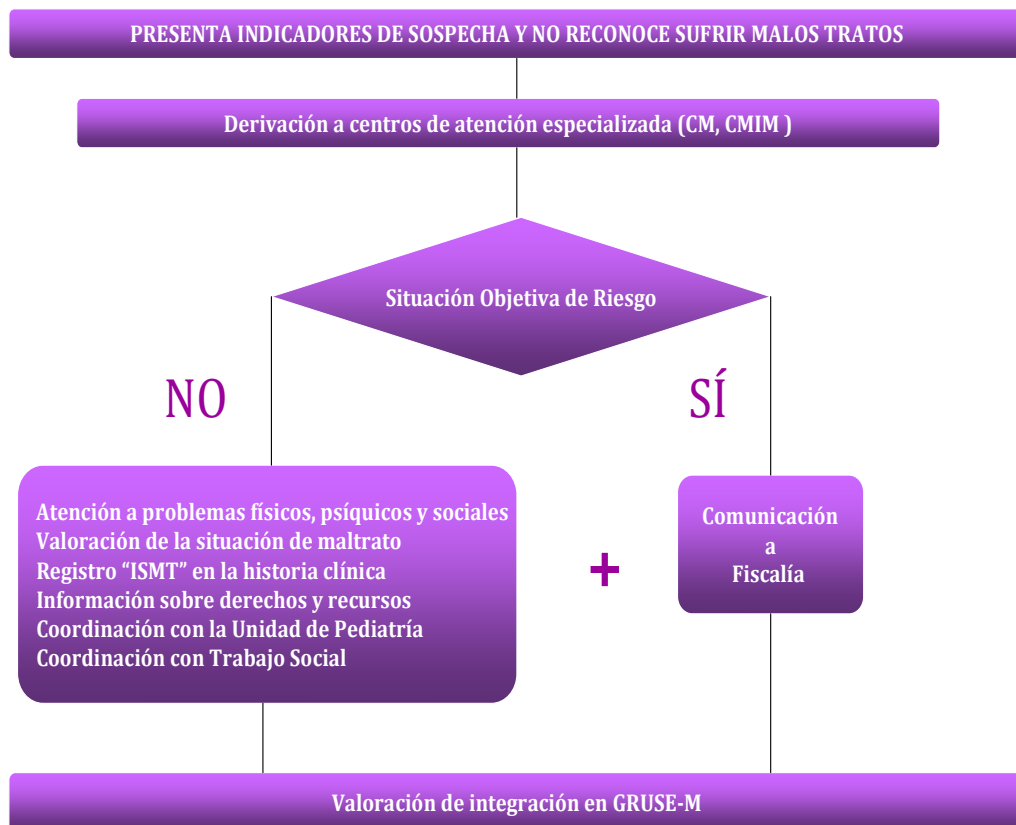 PRESENTA INDICADORES DE SOSPECHA Y NO RECONOCE SUFRIR MALOS TRATOS
Derivación a centros de atención especializada (CM, CMIM )
Situación Objetiva de Riesgo
NO
SÍ
Atención a problemas físicos, psíquicos y sociales
Valoración de la situación de maltrato
Registro “ISMT” en la historia clínica
Información sobre derechos y recursos
Coordinación con la Unidad de Pediatría
Coordinación con Trabajo Social
+
Comunicación
a
Fiscalía
Valoración de integración en GRUSE-M